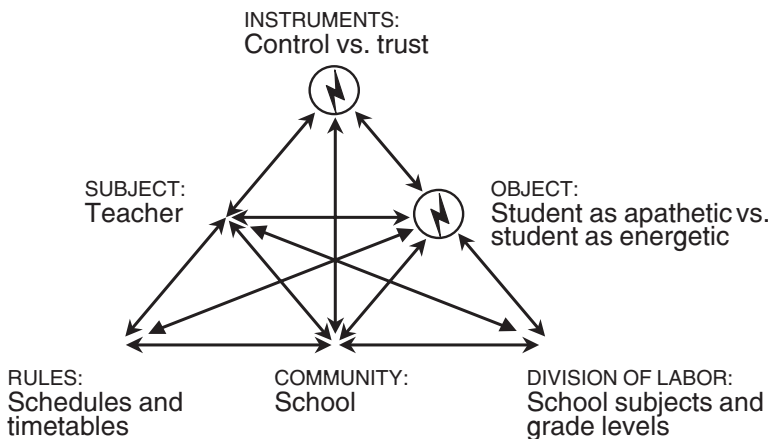 INSTRUMENTS:
Control vs. trust
SUBJECT:
Teacher
OBJECT:
Student as apathetic vs.
student as energetic
RULES:
Schedules and
timetables
COMMUNITY:
School
DIVISION OF LABOR:
School subjects and
grade levels